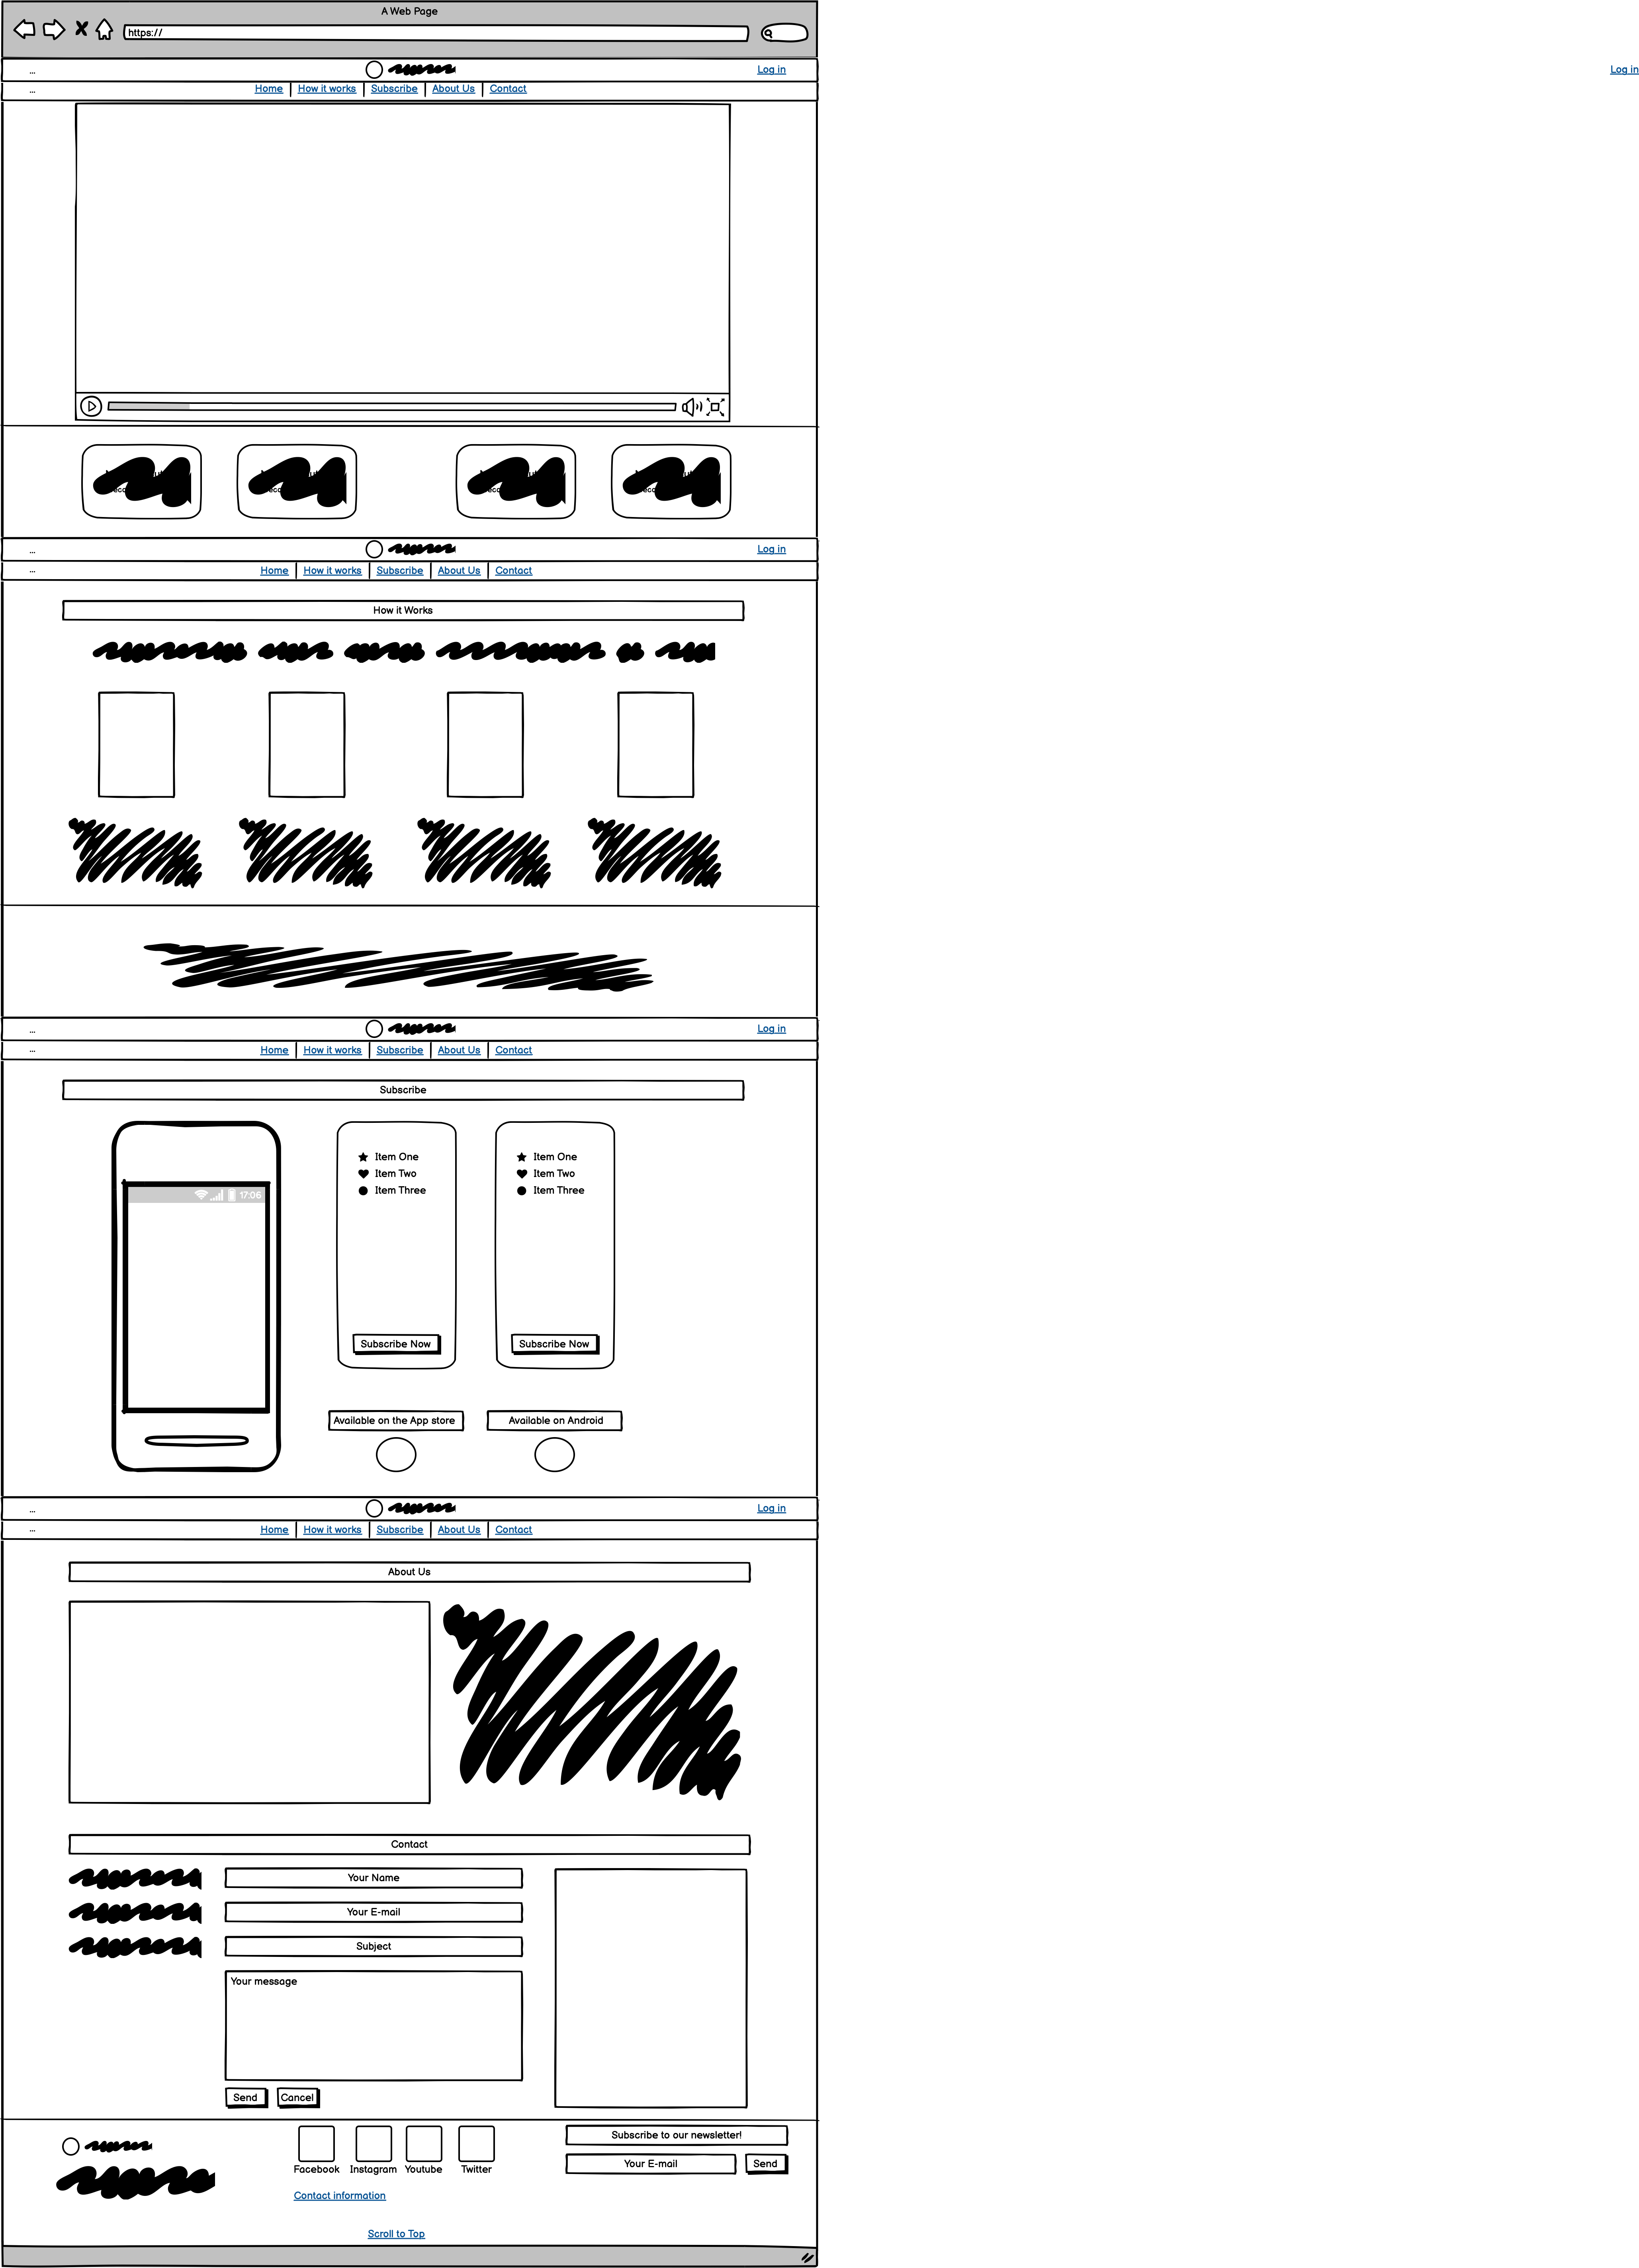 A Web Page
https://
... Log in Log in
... Home How it works Subscribe About Us Contact
... Log in
... Home How it works Subscribe About Us Contact
How it Works
... Log in
... Home How it works Subscribe About Us Contact
Subscribe
17:06
Item One
Item Two
Item Three
Subscribe Now
Item One
Item Two
Item Three
Subscribe Now
Available on the App store
Available on Android
... Log in
... Home How it works Subscribe About Us Contact
About Us
Contact
Your Name
Your E-mail
Subject
Your message
Send Cancel
Facebook Instagram Youtube Twitter
Contact information
Subscribe to our newsletter!
Your E-mail Send
Scroll to Top